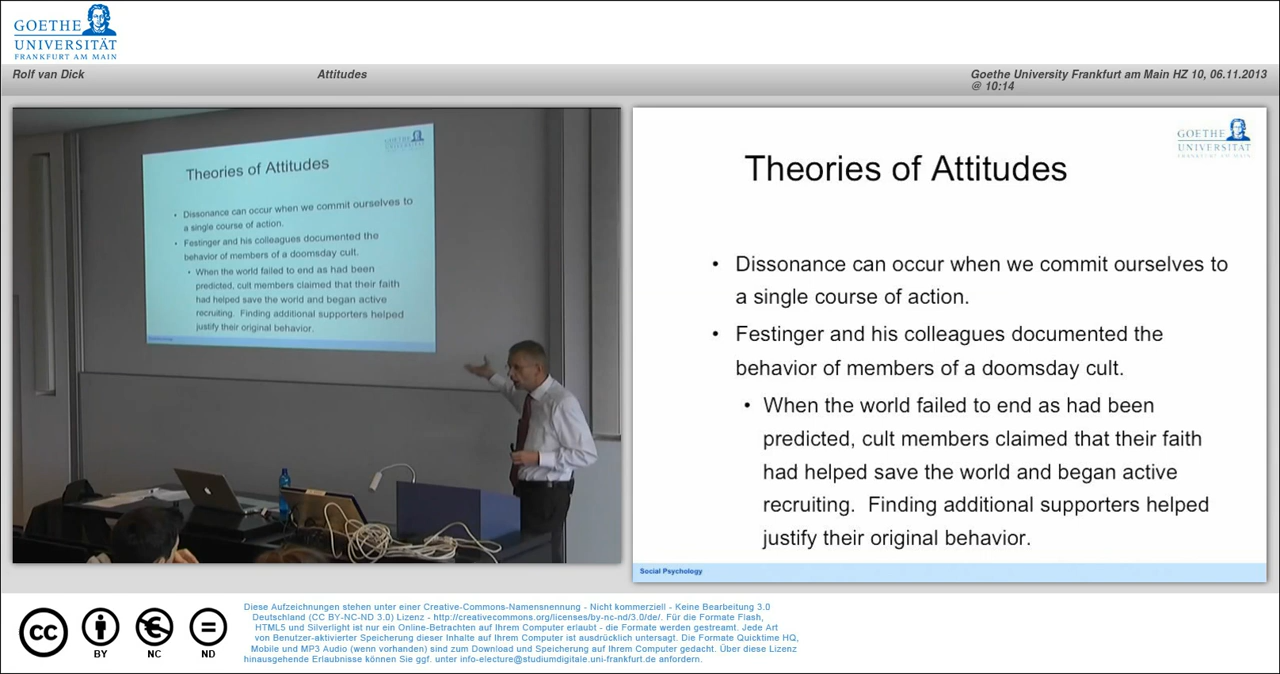 GOETHE
UNIVERSITÄT
FRANKFURT AM MAIN
Rolf van Dick
Attitudes
Goethe University Frankfurt am Main HZ 10, 06.11.2013
@ 10:14
Theories of Attitudes
• Dissonance can occur when we commit ourselves to
a single course of action.
• Festinger and his colleagues documented the
behavior of members of a doomsday cult.
• When the world failed to end as had been
predicted, cult members claimed that their faith
had helped save the world and began active
recruiting. Finding additional supporters helped
justify their original behavior.
GOETHE
UNIVERSITÄT
FRANKFURT AM MAIN
Theories of Attitudes
• Dissonance can occur when we commit ourselves to
a single course of action.
• Festinger and his colleagues documented the
behavior of members of a doomsday cult.
• When the world failed to end as had been
predicted, cult members claimed that their faith
had helped save the world and began active
recruiting.  Finding additional supporters helped
justify their original behavior.
Social Psychology
cc
BY
NC
ND
Diese Aufzeichnungen stehen unter einer Creative-Commons-Namensnennung - Nicht kommerziell - Keine Bearbeitung 3.0
Deutschland (CC BY-NC-ND 3.0) Lizenz - http://creativecommons.org/licenses/by-nc-nd/3.0/de/. Für die Formate Flash,
HTML5 und Silverlight ist nur ein Online-Betrachten auf Ihrem Computer erlaubt - die Formate werden gestreamt. Jede Art
von Benutzer-aktivierter Speicherung dieser Inhalte auf Ihrem Computer ist ausdrücklich untersagt. Die Formate Quicktime HQ,
Mobile und MP3 Audio (wenn vorhanden) sind zum Download und Speicherung auf Ihrem Computer gedacht. Über diese Lizenz
hinausgehende Erlaubnisse können Sie ggf. unter info-electure@studiumdigitale.uni-frankfurt.de anfordern.